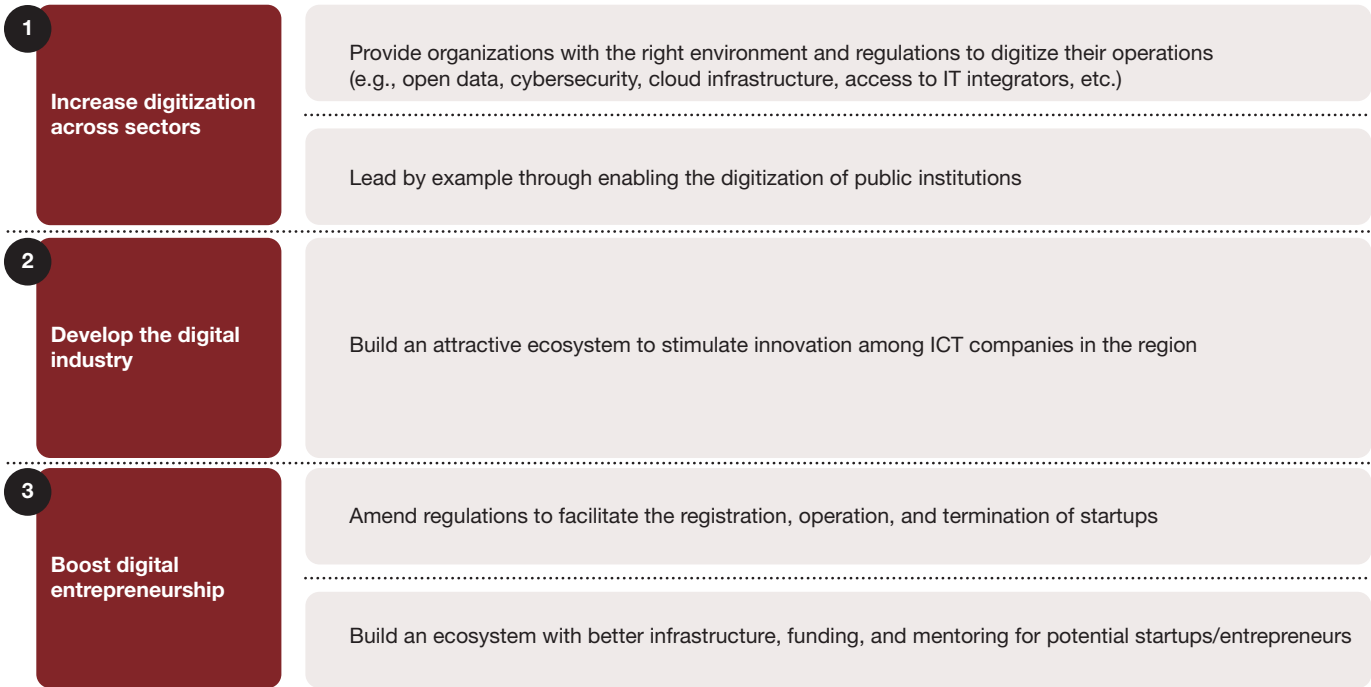 1
Increase digitization
across sectors
Provide organizations with the right environment and regulations to digitize their operations
(e.g., open data, cybersecurity, cloud infrastructure, access to IT integrators, etc.)
Lead by example through enabling the digitization of public institutions
2
Develop the digital
industry
Build an attractive ecosystem to stimulate innovation among ICT companies in the region
3
Boost digital
entrepreneurship
Amend regulations to facilitate the registration, operation, and termination of startups
Build an ecosystem with better infrastructure, funding, and mentoring for potential startups/entrepreneurs